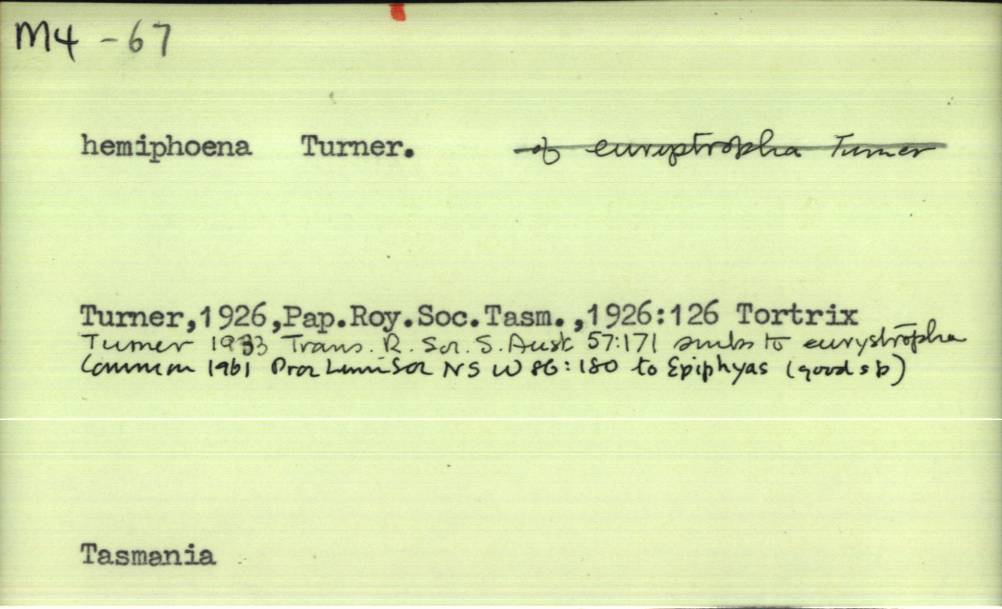 M4 - 67
hemiphoena Turner. of eurystropha Turner
Turner,1926,Pap.Roy.Soc.Tasm.,1926:126 Tortrix
Turner 1933 Trans. R. Soc. S. Aust 57:171 sinks to eurystropha
Common 1961 Proc Linn Soc NSW 86:180 to Epiphyas (good sp)
Tasmania